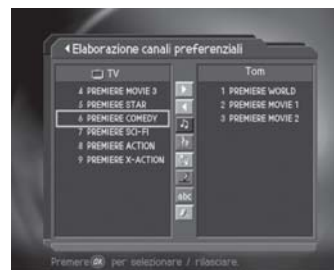 Elaborazione canali preferenziali
TV
4 PREMIERE MOVIE 3
5 PREMIERE STAR
6 PREMIERE COMEDY
7 PREMIERE SCI-FI
8 PREMIERE ACTION
9 PREMIERE X-ACTION
abc
Tom
1 PREMIERE WORLD
2 PREMIERE MOVIE 1
3 PREMIERE MOVIE 2
Premere OK per selezionare / rilasciare.